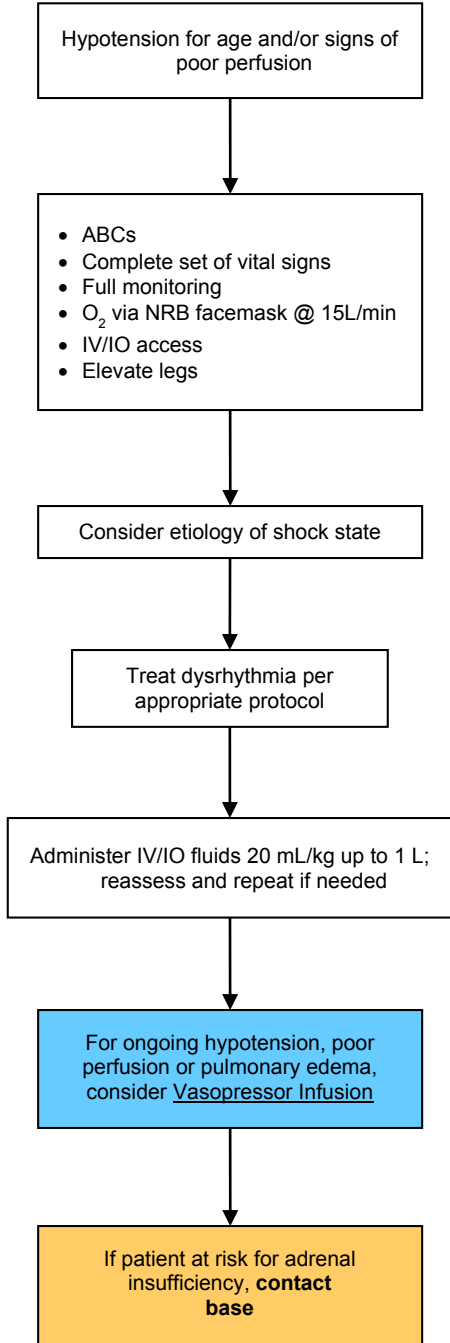 Hypotension for age and/or signs of
poor perfusion
• ABCs
• Complete set of vital signs
• Full monitoring
• O₂ via NRB facemask @ 15L/min
• IV/IO access
• Elevate legs
Consider etiology of shock state
Treat dysrhythmia per
appropriate protocol
Administer IV/IO fluids 20 mL/kg up to 1 L;
reassess and repeat if needed
For ongoing hypotension, poor
perfusion or pulmonary edema,
consider Vasopressor Infusion
If patient at risk for adrenal
insufficiency, contact
base